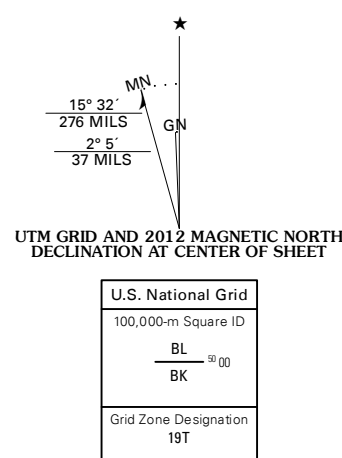 ★
MN
15° 32´
276 MILS
GN
2° 5´
37 MILS
UTM GRID AND 2012 MAGNETIC NORTH
DECLINATION AT CENTER OF SHEET
U.S. National Grid
100,000-m Square ID
BL
50 00
BK
Grid Zone Designation
19T